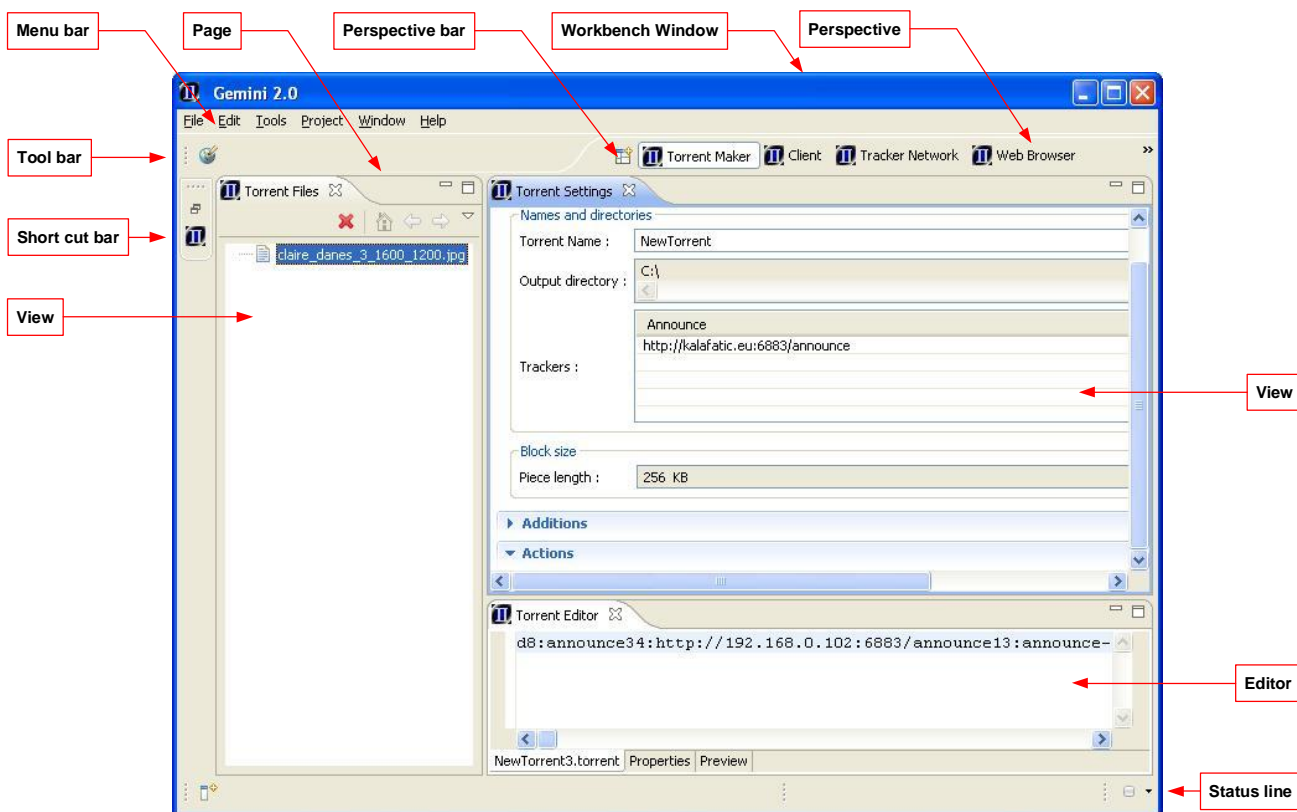 Menu bar
Page
Perspective bar
Workbench Window
Perspective
Gemini 2.0
File Edit Tools Project Window Help
Tool bar
Torrent Maker Client Tracker Network Web Browser »
Short cut bar
Torrent Files
claire_danes_3_1600_1200.jpg
View
Torrent Settings
Names and directories
Torrent Name : NewTorrent
Output directory : C:\
Trackers :
Announce
http://kalafatic.eu:6883/announce
View
Block size
Piece length : 256 KB
Additions
Actions
Torrent Editor
d8:announce34:http://192.168.0.102:6883/announce13:announce-
Editor
NewTorrent3.torrent Properties Preview
Status line